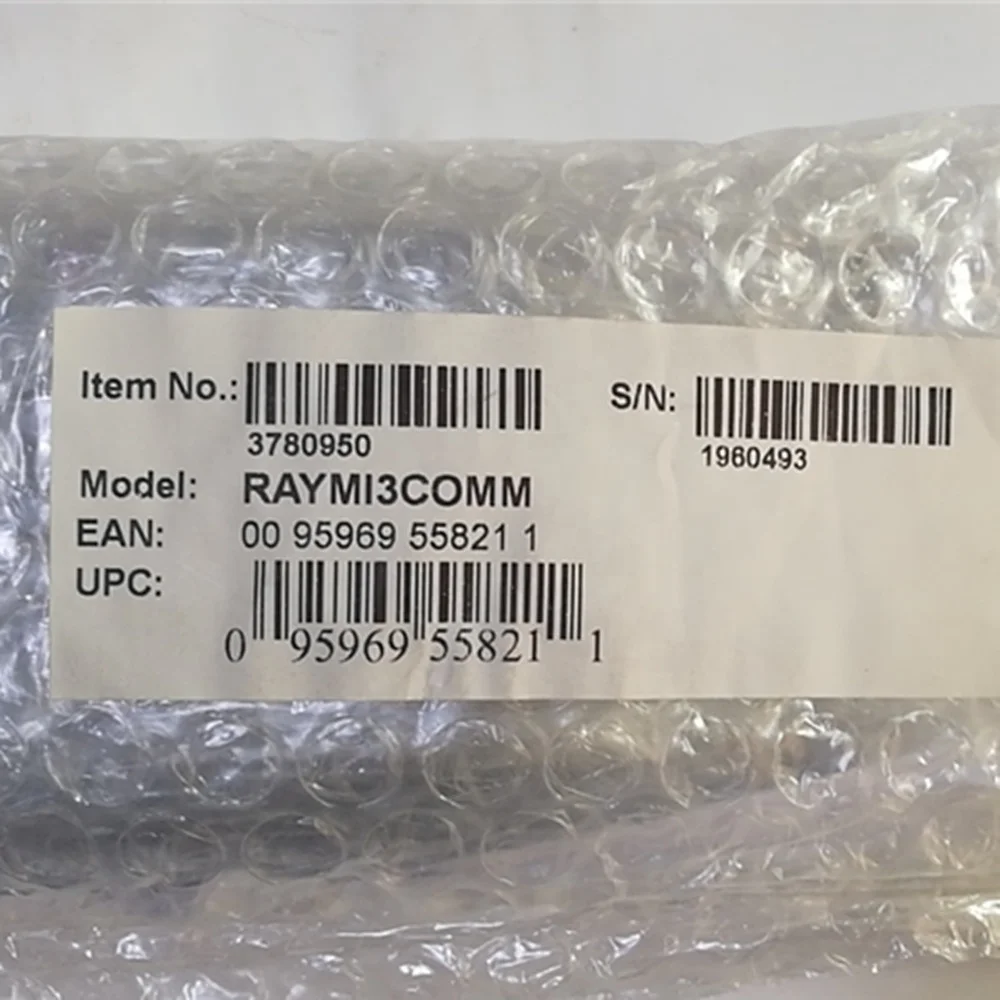 Item No.: S/N:
3780950 1960493
Model: RAYMI3COMM
EAN: 00 95969 55821 1
UPC:
0 95969 55821 1